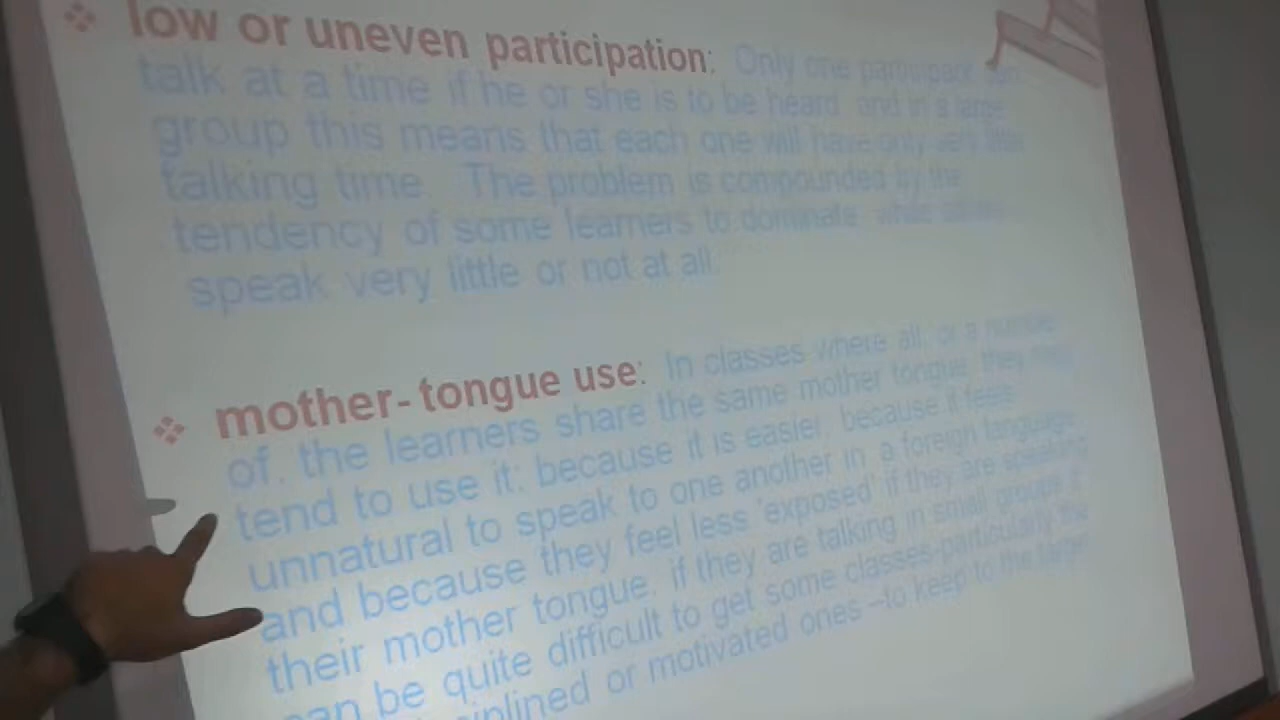 low or uneven participation: Only one participant can
talk at a time if he or she is to be heard and in a large
group this means that each one will have only very little
talking time. The problem is compounded by the
tendency of some learners to dominate while others
speak very little or not at all.
mother- tongue use: In classes where all, or a number
of, the learners share the same mother tongue, they may
tend to use it: because it is easier, because it feels
unnatural to speak to one another in a foreign language
and because they feel less 'exposed' if they are speaking
their mother tongue. if they are talking in small groups it
can be quite difficult to get some classes-particularly the
or motivated ones –to keep to the target